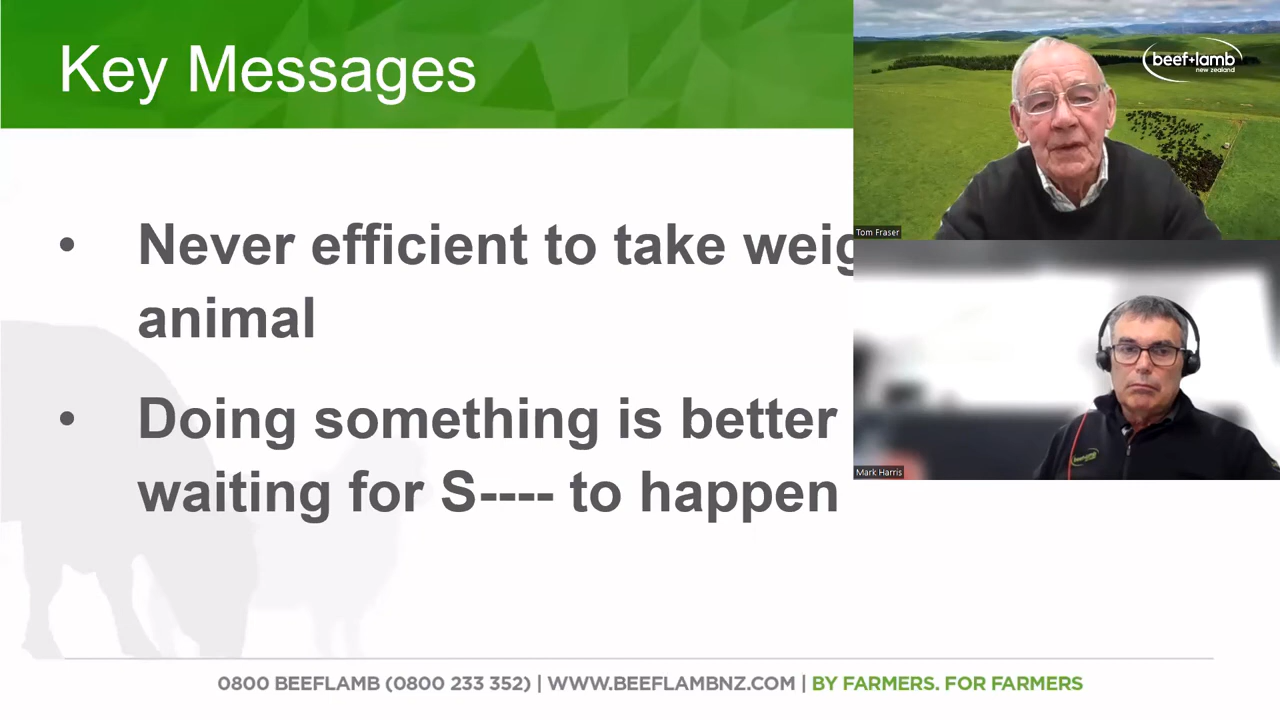 Key Messages
beef+lamb
new zealand
Tom Fraser
• Never efficient to take weig
animal
Mark Harris
• Doing something is better
waiting for S---- to happen
0800 BEEFLAMB (0800 233 352) | WWW.BEEFLAMBNZ.COM | BY FARMERS. FOR FARMERS